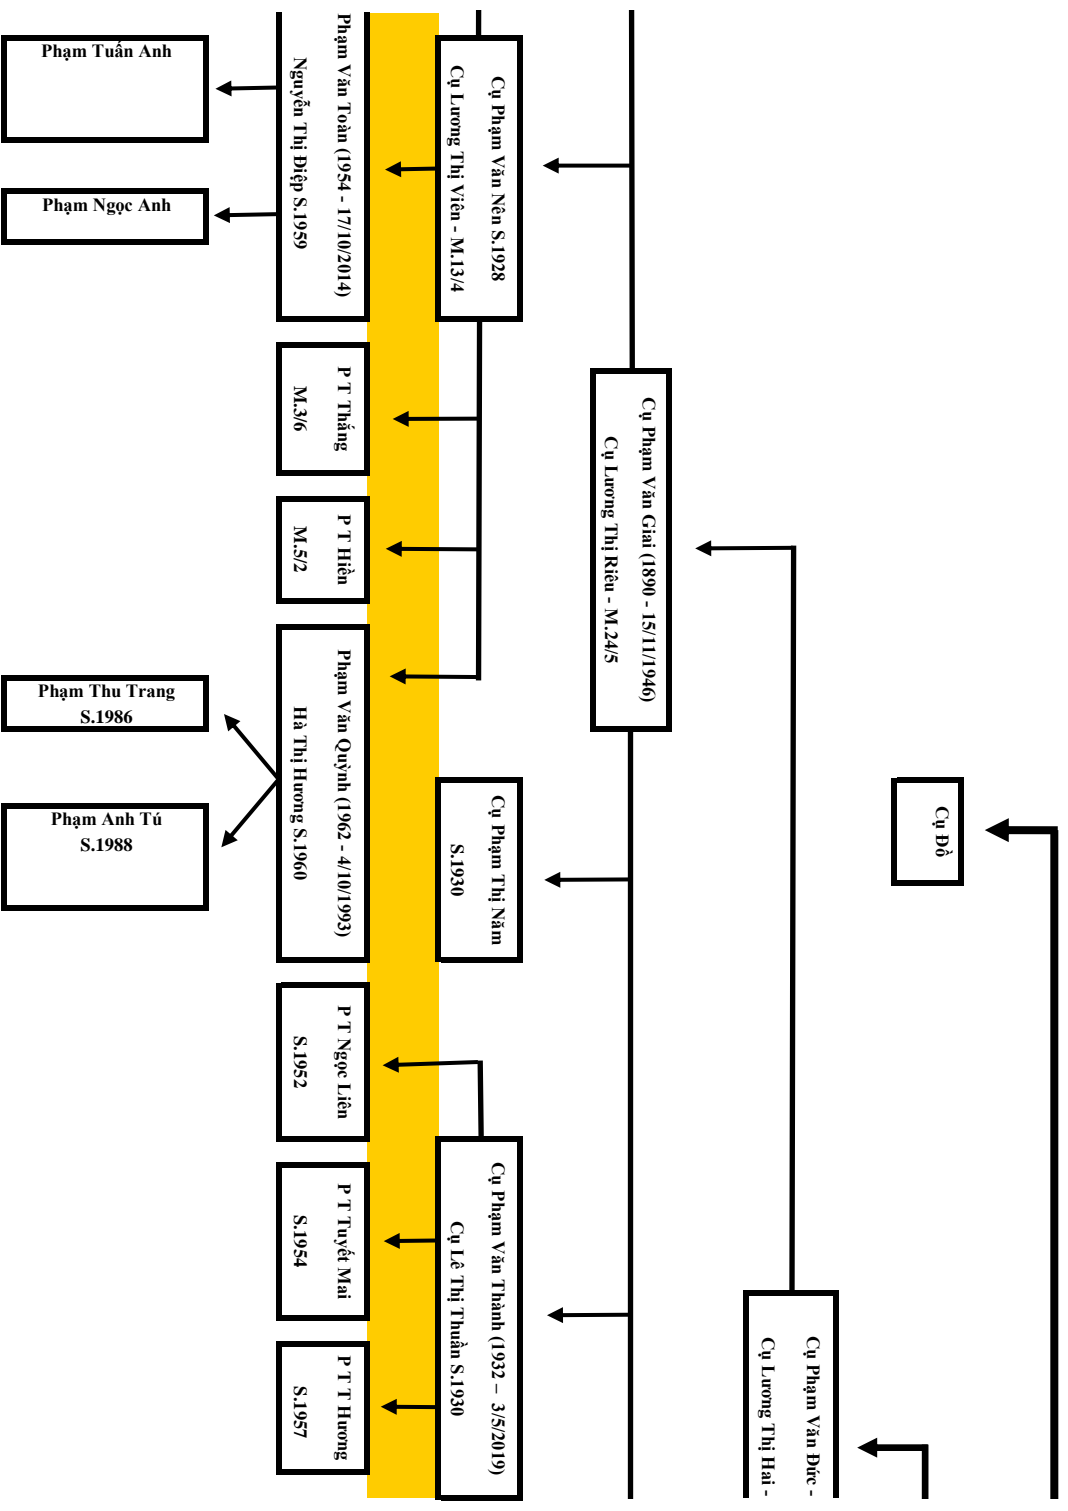 Cụ Đồ
Cụ Phạm Văn Đức -
Cụ Lương Thị Hai -
Cụ Phạm Văn Giai (1890 - 15/11/1946)
Cụ Lương Thị Riêu - M.24/5
Cụ Phạm Văn Nên S.1928
Cụ Lương Thị Viên - M.13/4
Cụ Phạm Thị Năm
S.1930
Cụ Phạm Văn Thành (1932 – 3/5/2019)
Cụ Lê Thị Thuần S.1930
Phạm Văn Toàn (1954 - 17/10/2014)
Nguyễn Thị Điệp S.1959
P T Thắng
M.3/6
P T Hiền
M.5/2
Phạm Văn Quỳnh (1962 - 4/10/1993)
Hà Thị Hương S.1960
P T Ngọc Liên
S.1952
P T Tuyết Mai
S.1954
P T T Hương
S.1957
Phạm Tuấn Anh
Phạm Ngọc Anh
Phạm Thu Trang
S.1986
Phạm Anh Tú
S.1988